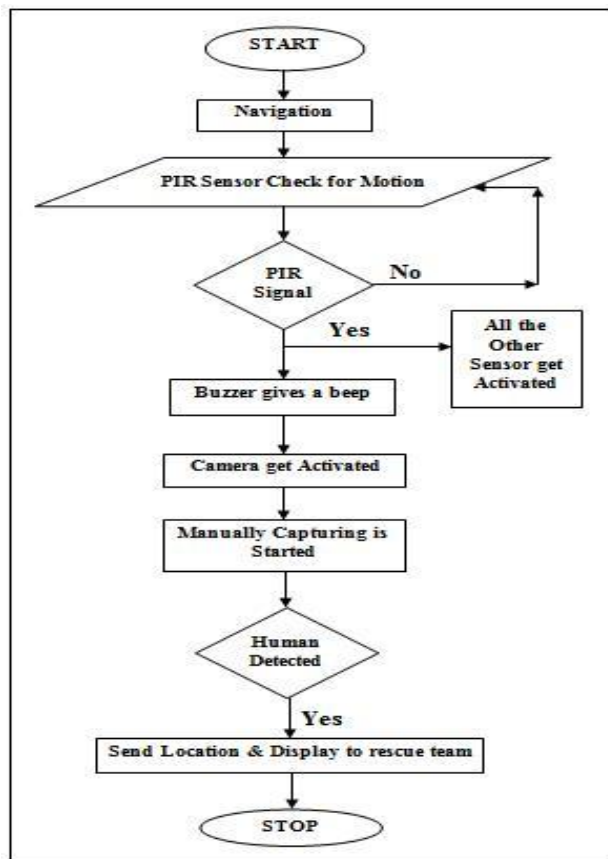 START
Navigation
PIR Sensor Check for Motion
PIR
Signal
No
Yes
All the
Other
Sensor get
Activated
Buzzer gives a beep
Camera get Activated
Manually Capturing is
Started
Human
Detected
Yes
Send Location & Display to rescue team
STOP